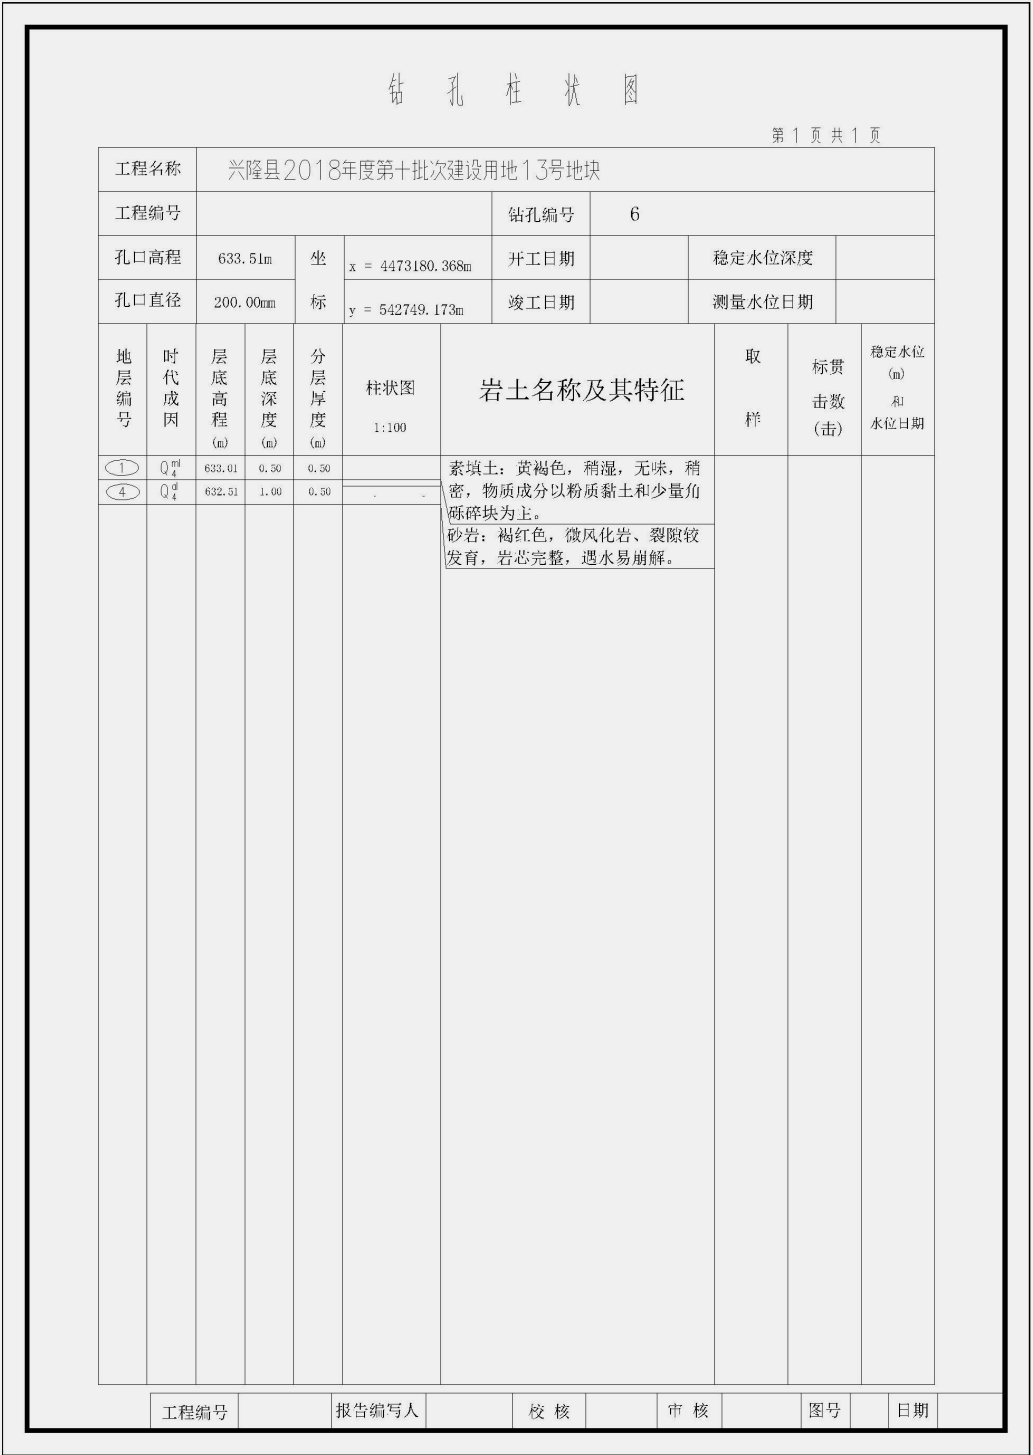 钻孔柱状图
第 1 页 共 1 页
工程名称 兴隆县2018年度第十批次建设用地13号地块
工程编号 钻孔编号 6
孔口高程 633.51m 坐 x = 4473180.368m 开工日期 稳定水位深度
孔口直径 200.00mm 标 y = 542749.173m 竣工日期 测量水位日期
地层编号 时代成因 层底高程(m) 层底深度(m) 分层厚度(m) 柱状图 1:100 岩土名称及其特征 取样 标贯击数(击) 稳定水位(m)和水位日期
1 Q4ml 633.01 0.50 0.50 素填土：黄褐色，稍湿，无味，稍
密，物质成分以粉质黏土和少量角
砾碎块为主。
4 Q4dl 632.51 1.00 0.50 砂岩：褐红色，微风化岩、裂隙较
发育，岩芯完整，遇水易崩解。
工程编号 报告编写人 校 核 审 核 图号 日期